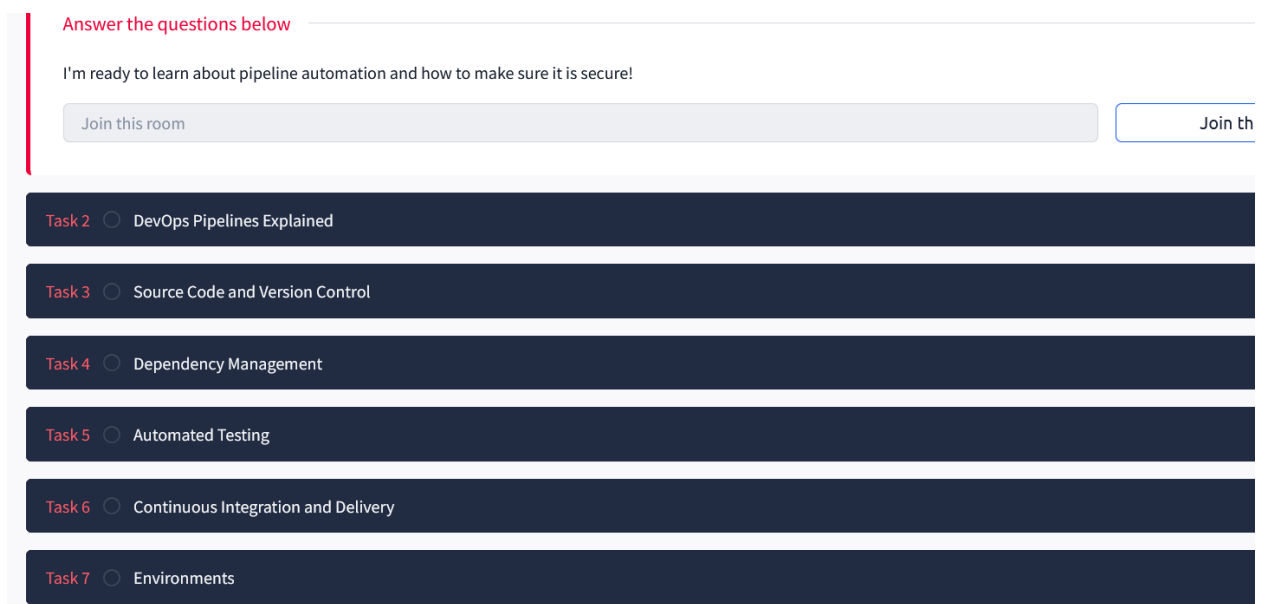 Answer the questions below
I'm ready to learn about pipeline automation and how to make sure it is secure!
Join this room
Join th
Task 2 DevOps Pipelines Explained
Task 3 Source Code and Version Control
Task 4 Dependency Management
Task 5 Automated Testing
Task 6 Continuous Integration and Delivery
Task 7 Environments